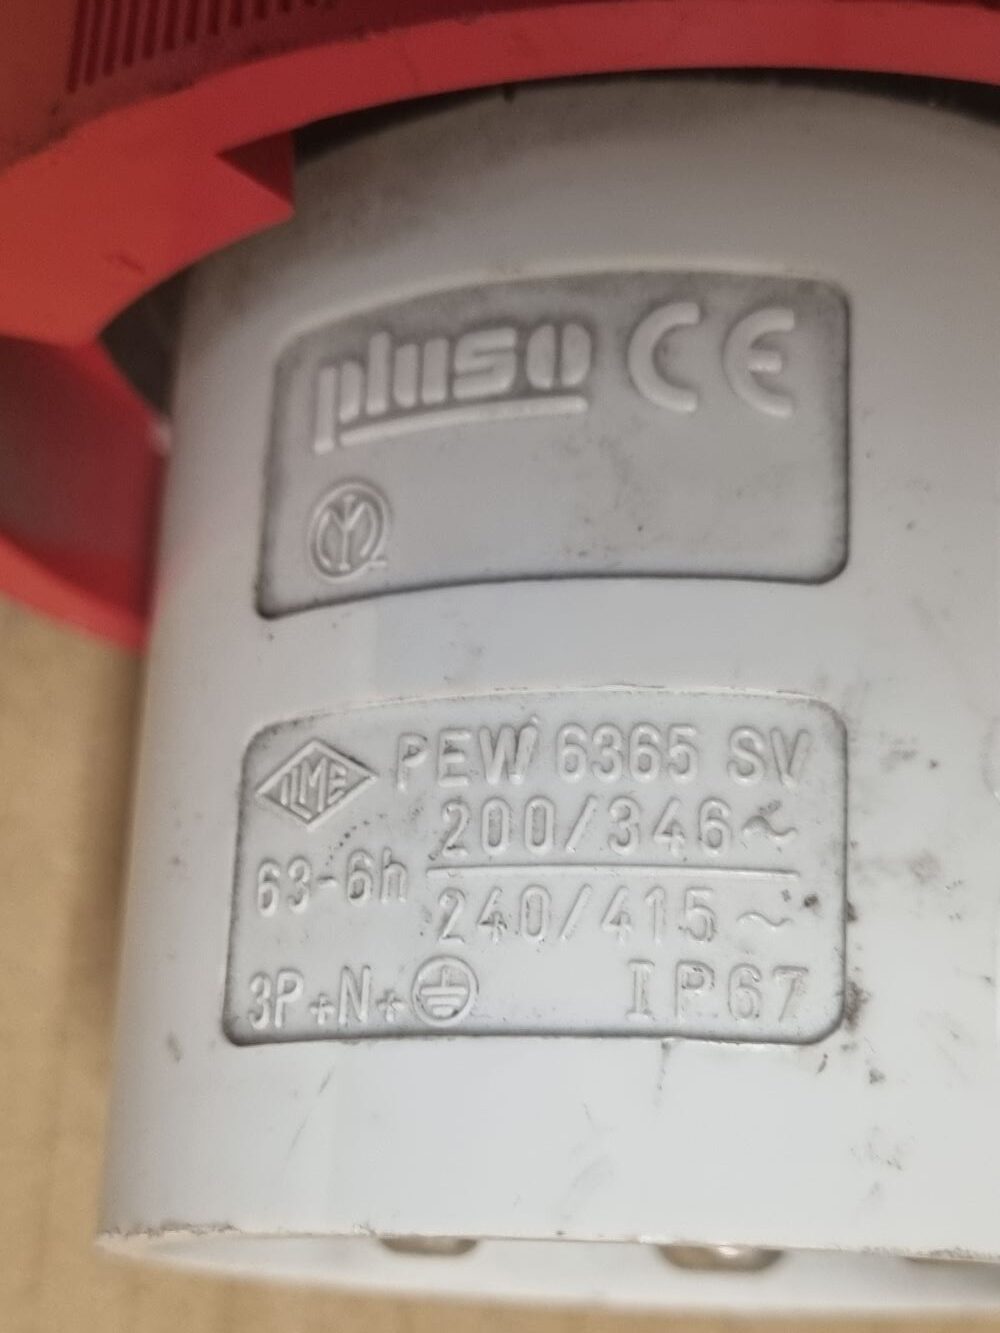 pluso CE
ILME PEW 6365 SV
200/346~
63-6h
240/415~
3P+N+⏚ IP67